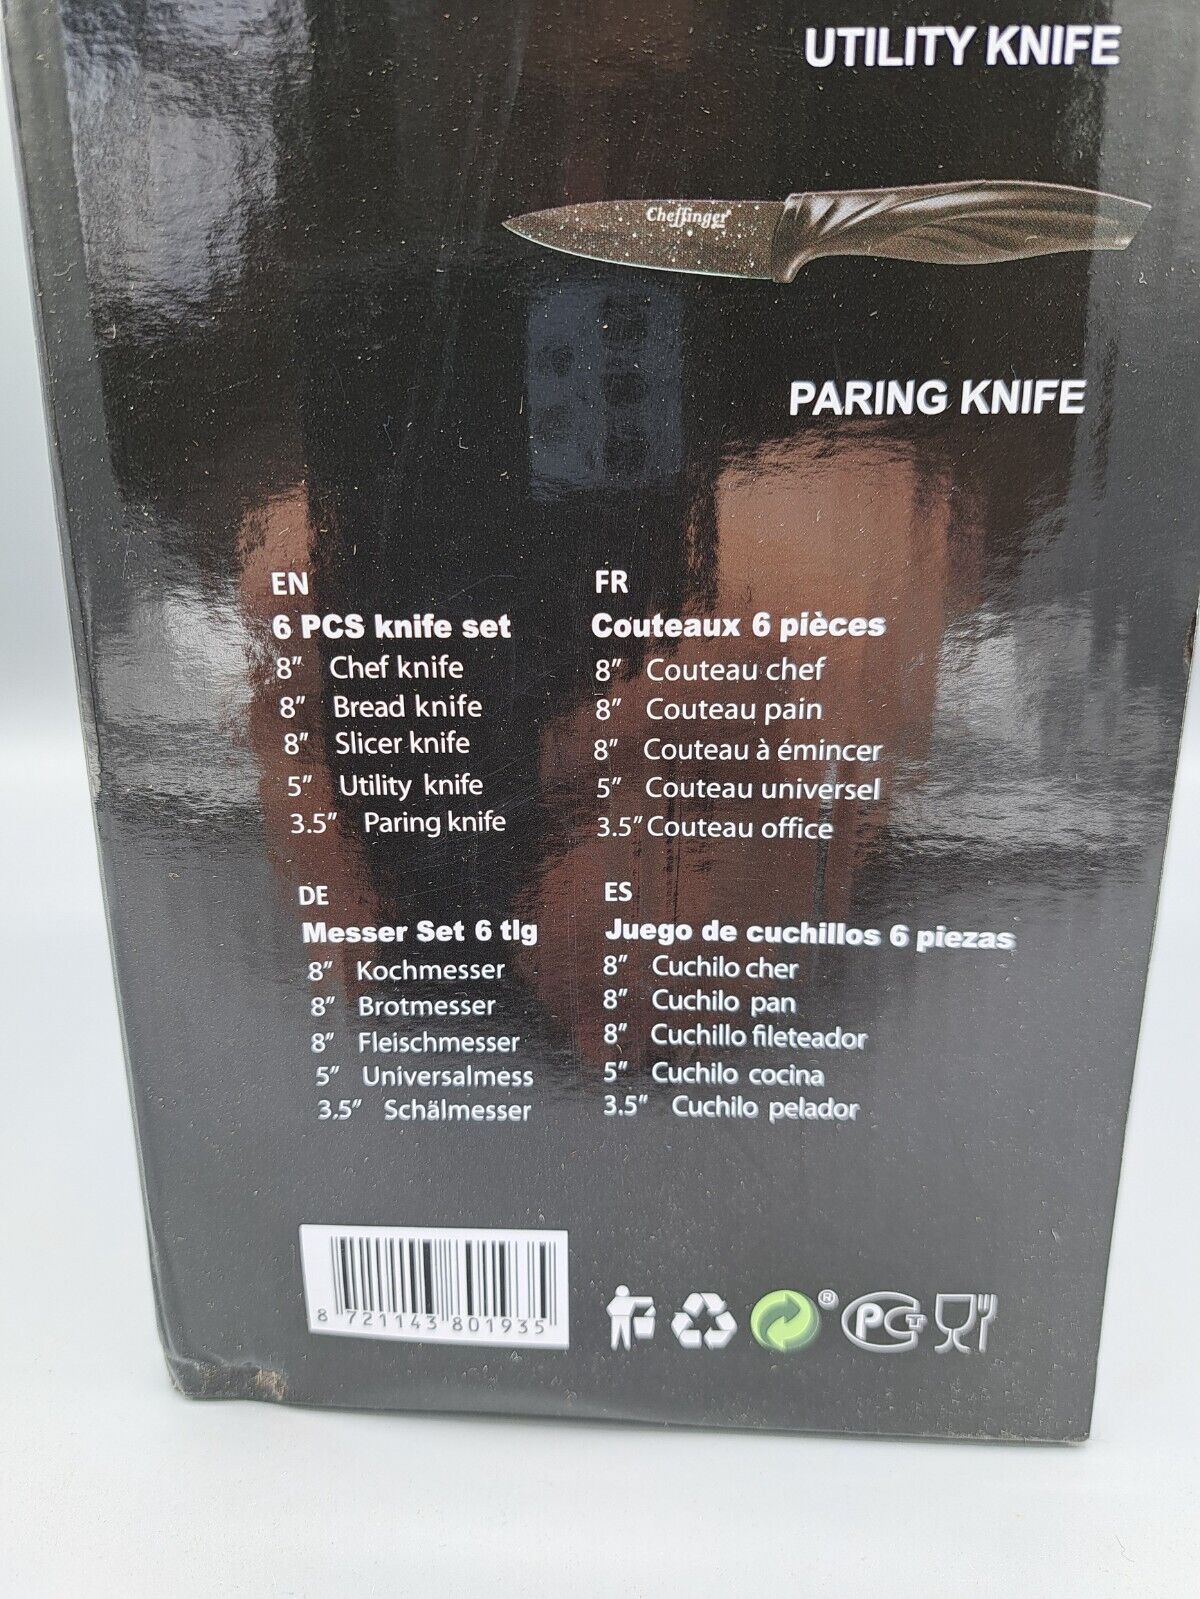 UTILITY KNIFE
Cheffinger
PARING KNIFE
EN
6 PCS knife set
8" Chef knife
8" Bread knife
8" Slicer knife
5" Utility knife
3.5" Paring knife
FR
Couteaux 6 pièces
8" Couteau chef
8" Couteau pain
8" Couteau à émincer
5" Couteau universel
3.5" Couteau office
DE
Messer Set 6 tlg
8" Kochmesser
8" Brotmesser
8" Fleischmesser
5" Universalmess
3.5" Schälmesser
ES
Juego de cuchillos 6 piezas
8" Cuchilo cher
8" Cuchilo pan
8" Cuchillo fileteador
5" Cuchilo cocina
3.5" Cuchilo pelador
8 721143 801935
®
PCT